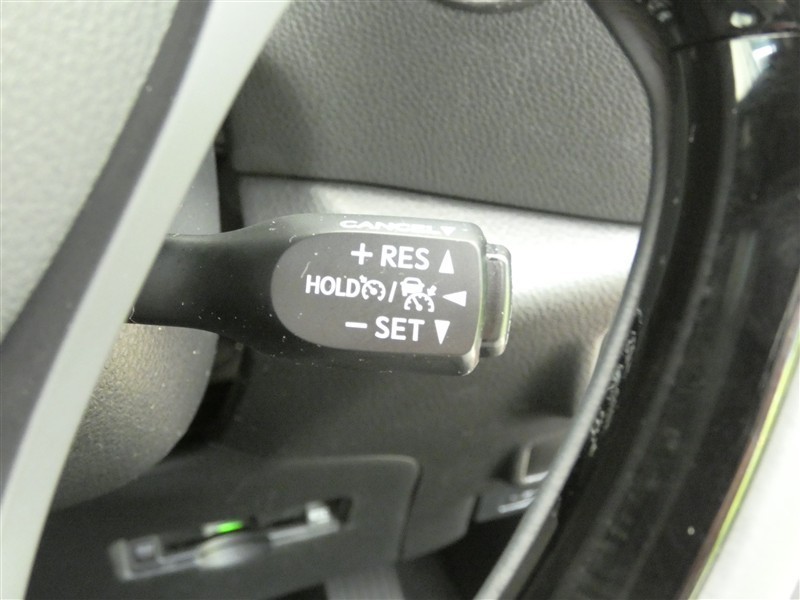 CANCEL▼
+ RES ▲
HOLD / ◄
− SET ▼